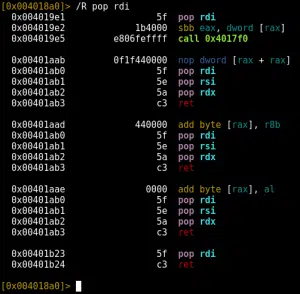 [0x004018a0]> /R pop rdi
0x004019e1 5f pop rdi
0x004019e2 1b4000 sbb eax, dword [rax]
0x004019e5 e806feffff call 0x4017f0
0x00401aab 0f1f440000 nop dword [rax + rax]
0x00401ab0 5f pop rdi
0x00401ab1 5e pop rsi
0x00401ab2 5a pop rdx
0x00401ab3 c3 ret
0x00401aad 440000 add byte [rax], r8b
0x00401ab0 5f pop rdi
0x00401ab1 5e pop rsi
0x00401ab2 5a pop rdx
0x00401ab3 c3 ret
0x00401aae 0000 add byte [rax], al
0x00401ab0 5f pop rdi
0x00401ab1 5e pop rsi
0x00401ab2 5a pop rdx
0x00401ab3 c3 ret
0x00401b23 5f pop rdi
0x00401b24 c3 ret
[0x004018a0]>